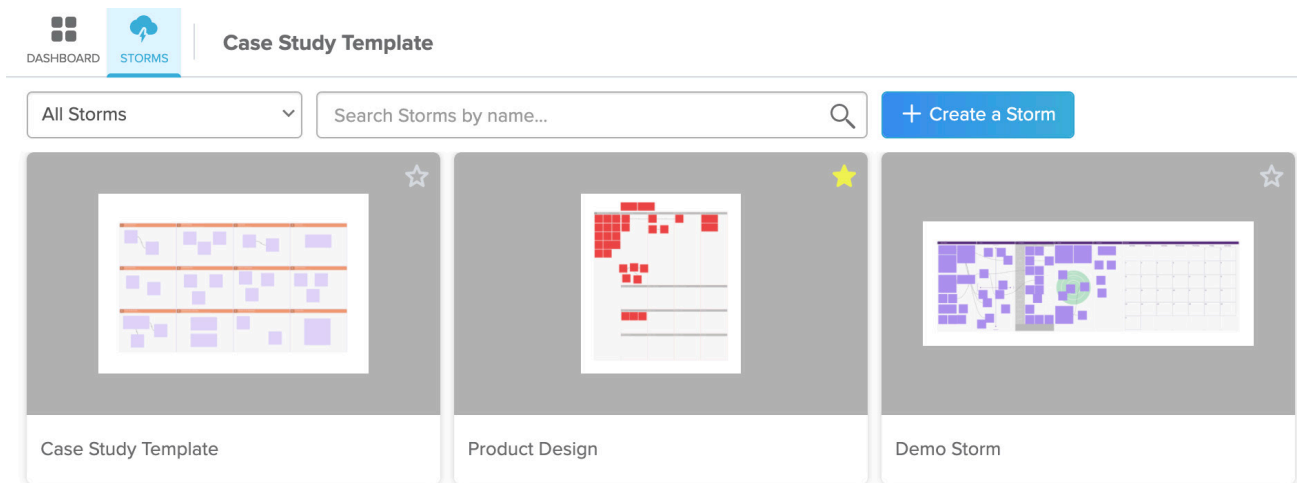 DASHBOARD
STORMS
Case Study Template
All Storms
Search Storms by name...
Create a Storm
Case Study Template
Product Design
Demo Storm